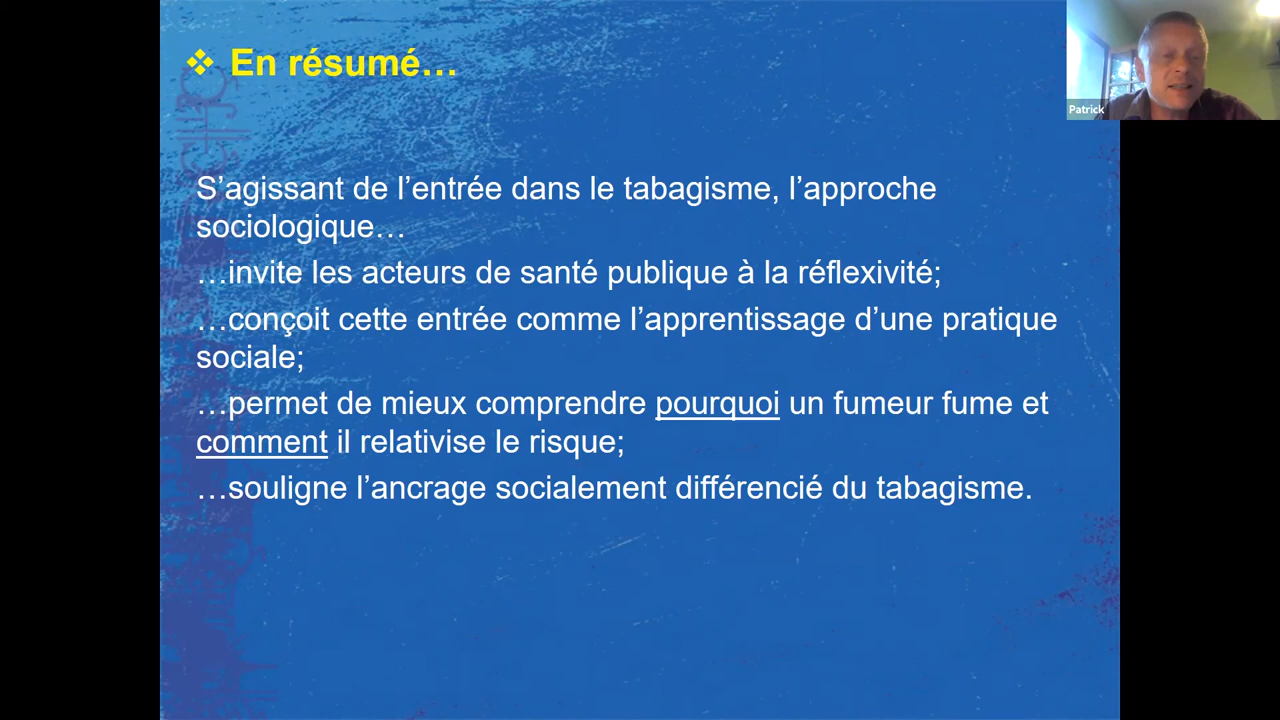 ❖ En résumé…
S’agissant de l’entrée dans le tabagisme, l’approche
sociologique…
…invite les acteurs de santé publique à la réflexivité;
…conçoit cette entrée comme l’apprentissage d’une pratique
sociale;
…permet de mieux comprendre pourquoi un fumeur fume et
comment il relativise le risque;
…souligne l’ancrage socialement différencié du tabagisme.
Patrick